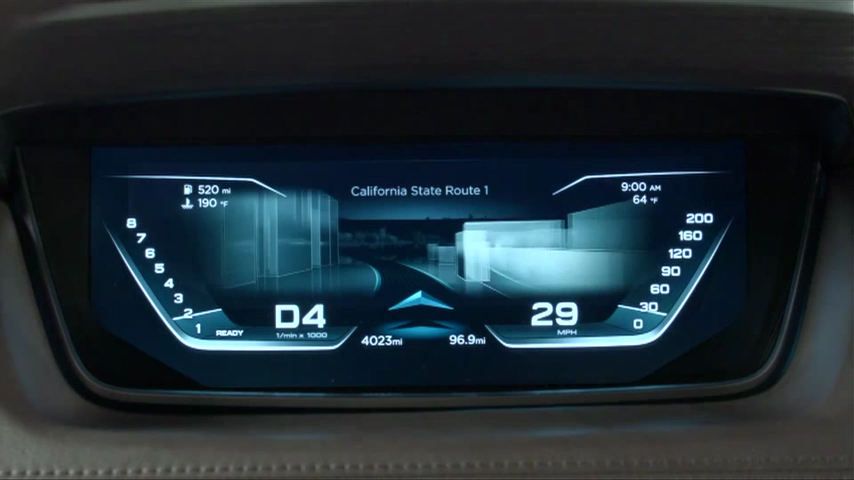 California State Route 1
520 mi
190 °F
9:00 AM
64 °F
8
7
6
5
4
3
2
1
READY
D4
1/min x 1000
4023mi
96.9mi
29
MPH
200
160
120
90
60
30
0